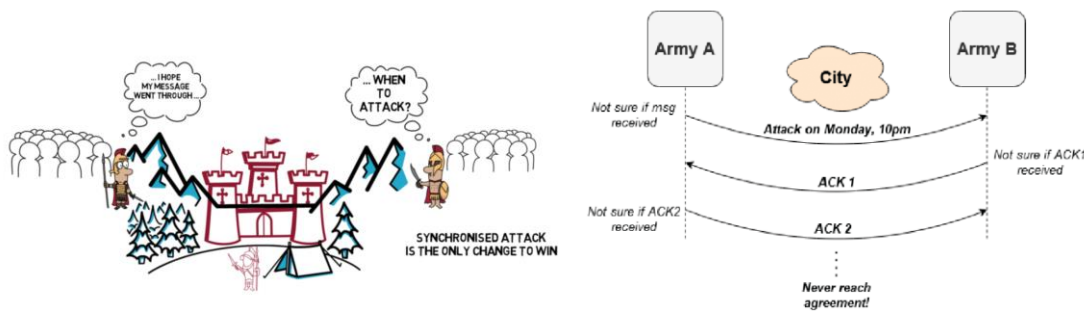 ... I HOPE
MY MESSAGE
WENT THROUGH...
... WHEN
TO
ATTACK?
SYNCHRONISED ATTACK
IS THE ONLY CHANGE TO WIN
Army A
Army B
City
Not sure if msg
received
Attack on Monday, 10pm
Not sure if ACK1
received
ACK 1
Not sure if ACK2
received
ACK 2
Never reach
agreement!